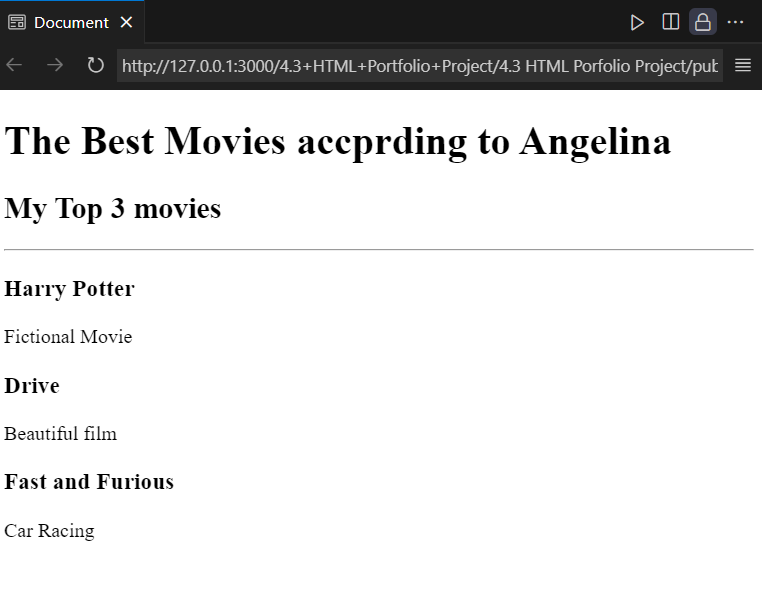 Document
http://127.0.0.1:3000/4.3+HTML+Portfolio+Project/4.3 HTML Porfolio Project/pub
The Best Movies accprding to Angelina
My Top 3 movies
Harry Potter
Fictional Movie
Drive
Beautiful film
Fast and Furious
Car Racing